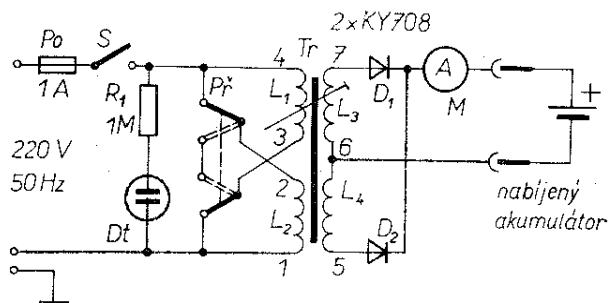 2×KY708
Po
S
4
Tr
7
1A
R1
1M
Př
L1
L3
D1
A
M
+
3
6
220 V
50 Hz
2
L2
L4
Dt
1
5
D2
nabíjený
akumulátor